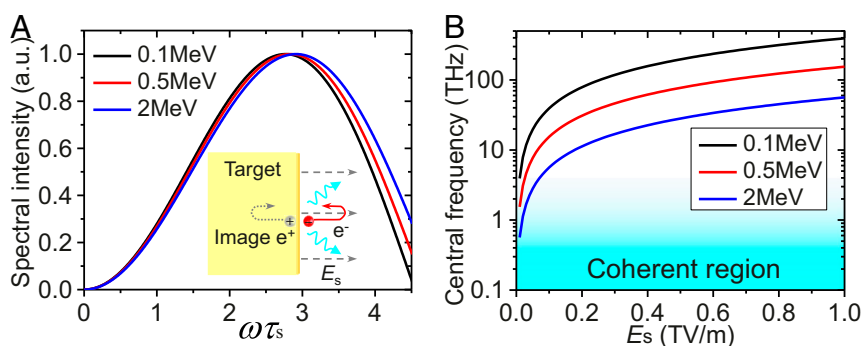 A
Spectral intensity (a.u.)
1.0
0.8
0.6
0.4
0.2
0.0
0.1MeV
0.5MeV
2MeV
Target
Image e⁺
e⁻
Eₛ
0
1
2
3
4
ωτₛ
B
Central frequency (THz)
100
10
1
0.1
0.1MeV
0.5MeV
2MeV
Coherent region
0.0
0.2
0.4
0.6
0.8
1.0
Eₛ (TV/m)